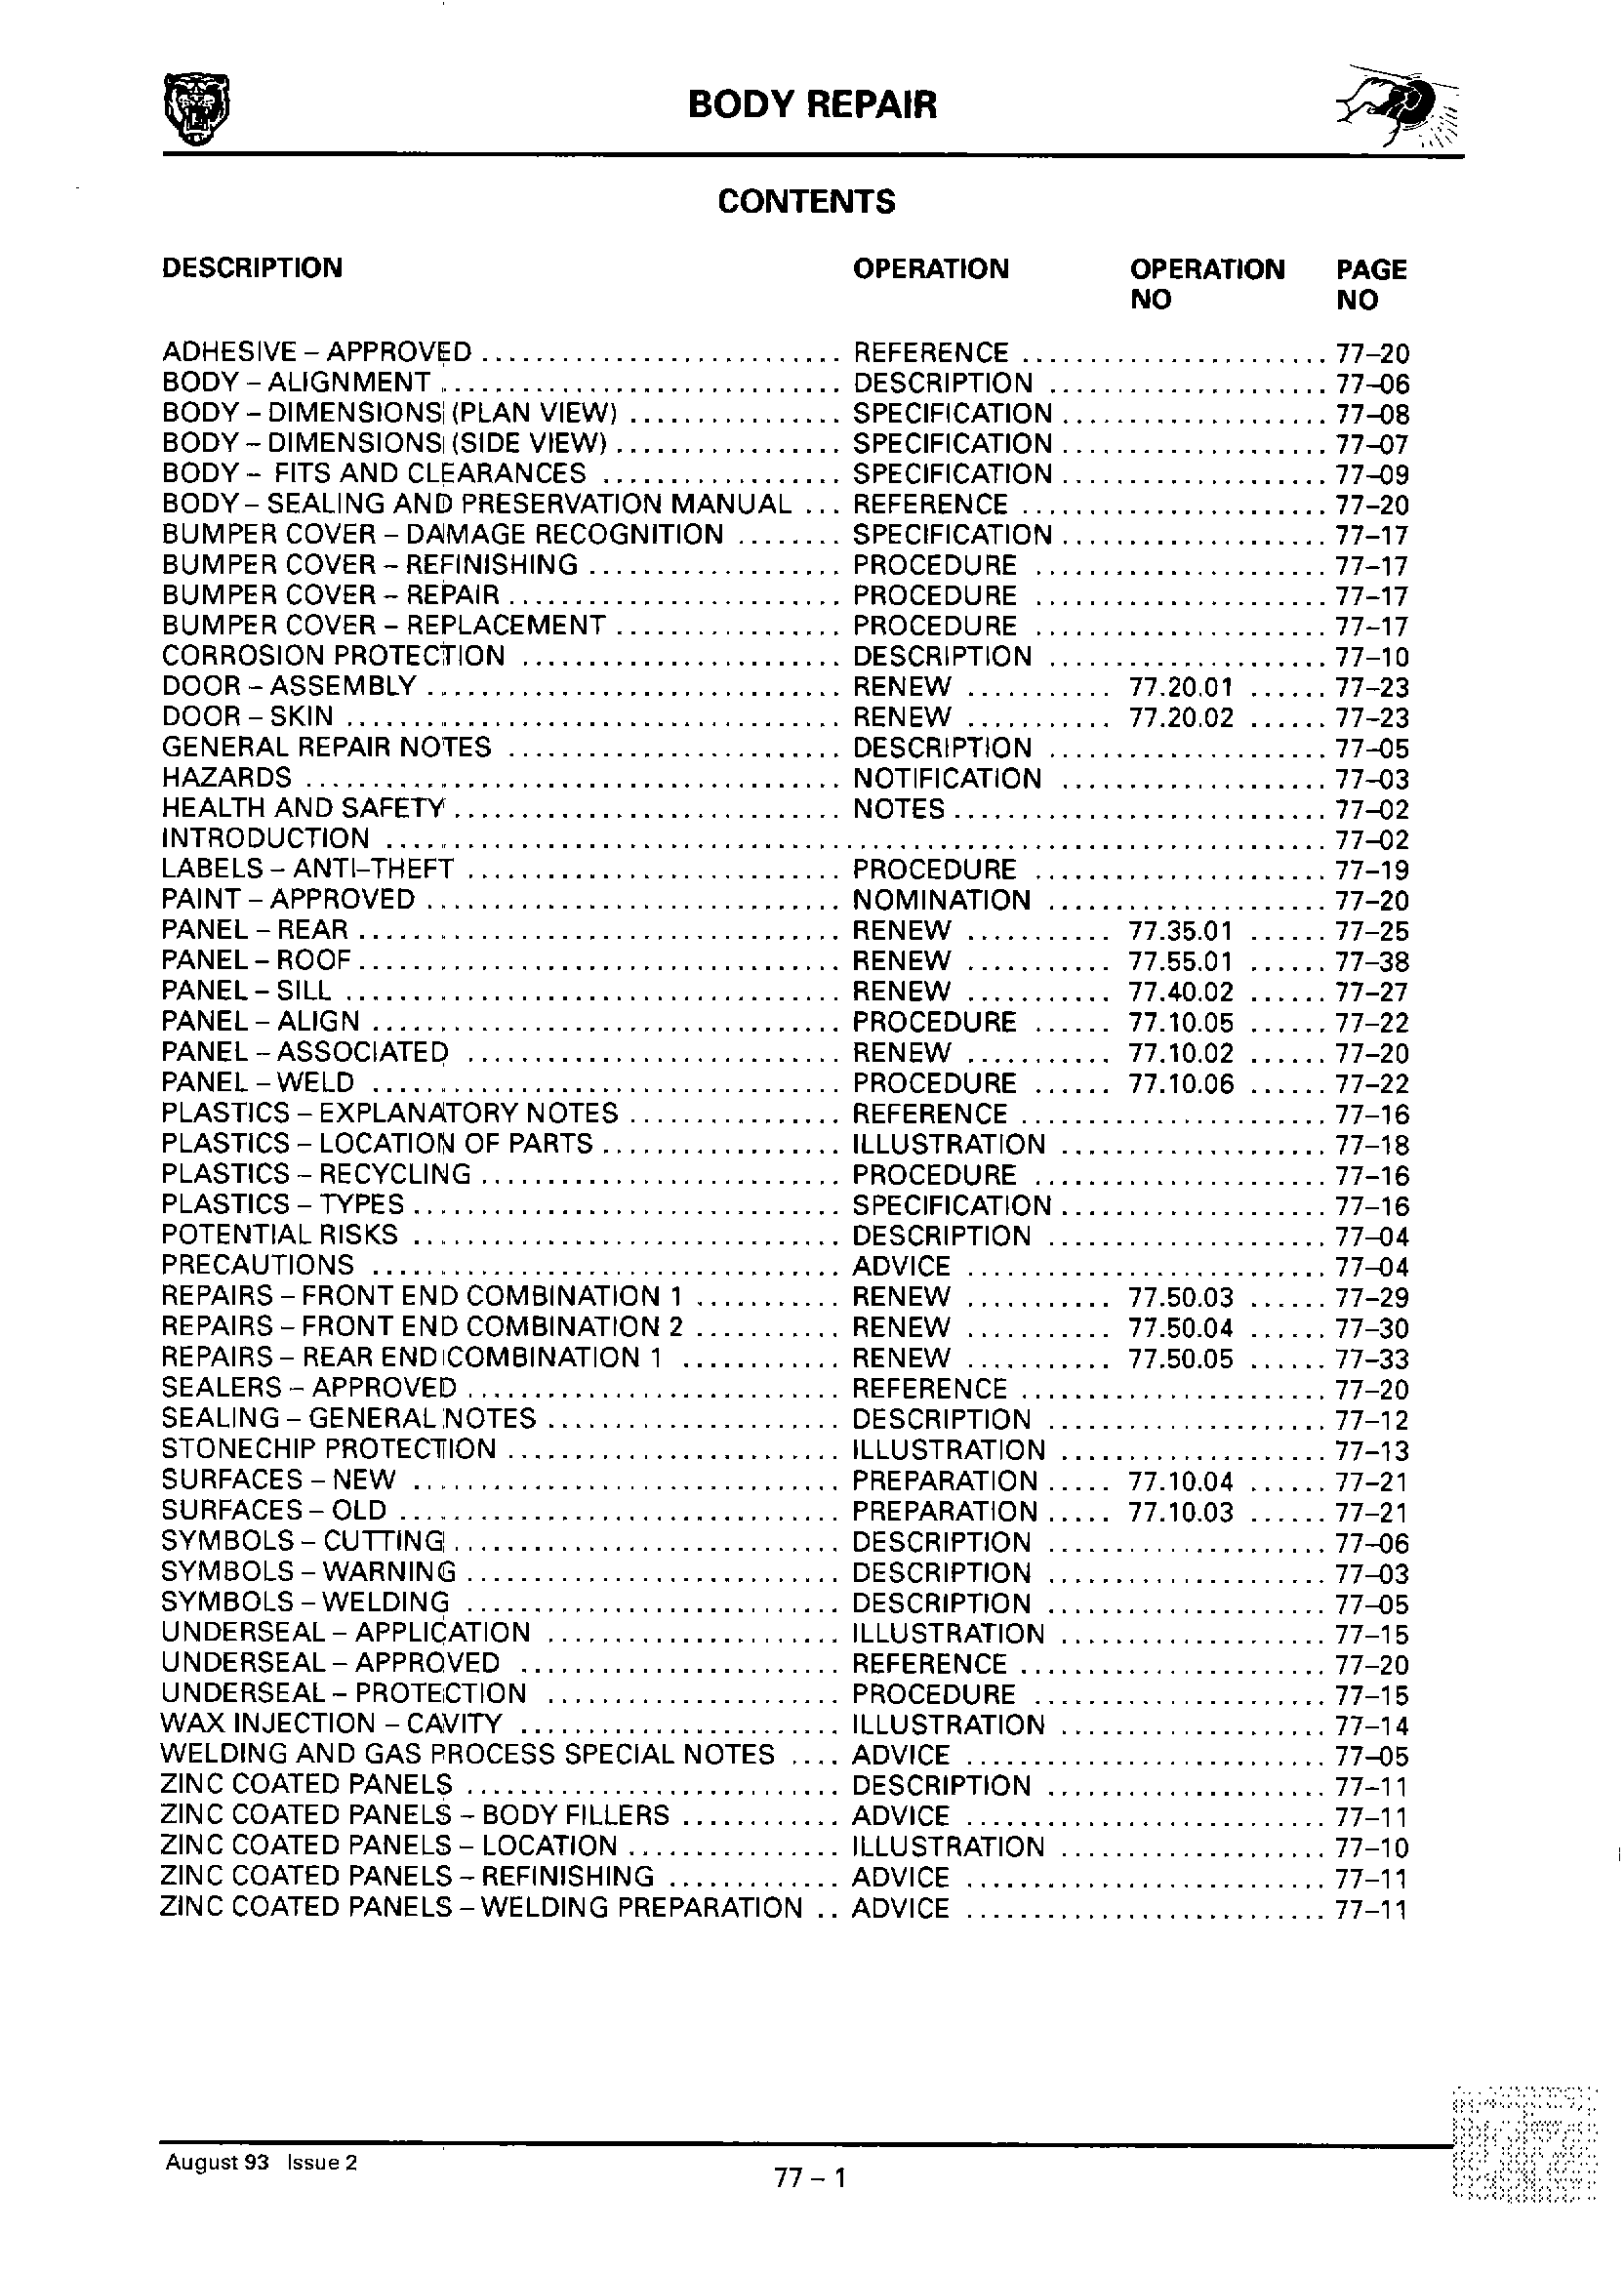 BODY REPAIR
CONTENTS
DESCRIPTION OPERATION OPERATION NO PAGE NO
ADHESIVE – APPROVED ........................... REFERENCE ....................... 77–20
BODY – ALIGNMENT .............................. DESCRIPTION ..................... 77–06
BODY – DIMENSIONS (PLAN VIEW) ................ SPECIFICATION .................... 77–08
BODY – DIMENSIONS (SIDE VIEW) ................. SPECIFICATION .................... 77–07
BODY – FITS AND CLEARANCES .................. SPECIFICATION .................... 77–09
BODY – SEALING AND PRESERVATION MANUAL ... REFERENCE ....................... 77–20
BUMPER COVER – DAMAGE RECOGNITION ........ SPECIFICATION .................... 77–17
BUMPER COVER – REFINISHING ................... PROCEDURE ...................... 77–17
BUMPER COVER – REPAIR ......................... PROCEDURE ...................... 77–17
BUMPER COVER – REPLACEMENT ................. PROCEDURE ...................... 77–17
CORROSION PROTECTION ........................ DESCRIPTION ..................... 77–10
DOOR – ASSEMBLY ............................... RENEW ........... 77.20.01 ...... 77–23
DOOR – SKIN ..................................... RENEW ........... 77.20.02 ...... 77–23
GENERAL REPAIR NOTES ......................... DESCRIPTION ..................... 77–05
HAZARDS ........................................ NOTIFICATION .................... 77–03
HEALTH AND SAFETY ............................. NOTES ............................ 77–02
INTRODUCTION ...................................................................... 77–02
LABELS – ANTI–THEFT ............................ PROCEDURE ...................... 77–19
PAINT – APPROVED ............................... NOMINATION ..................... 77–20
PANEL – REAR .................................... RENEW ........... 77.35.01 ...... 77–25
PANEL – ROOF .................................... RENEW ........... 77.55.01 ...... 77–38
PANEL – SILL ..................................... RENEW ........... 77.40.02 ...... 77–27
PANEL – ALIGN ................................... PROCEDURE ...... 77.10.05 ...... 77–22
PANEL – ASSOCIATED ............................ RENEW ........... 77.10.02 ...... 77–20
PANEL – WELD ................................... PROCEDURE ...... 77.10.06 ...... 77–22
PLASTICS – EXPLANATORY NOTES ................ REFERENCE ....................... 77–16
PLASTICS – LOCATION OF PARTS .................. ILLUSTRATION .................... 77–18
PLASTICS – RECYCLING ........................... PROCEDURE ...................... 77–16
PLASTICS – TYPES ................................ SPECIFICATION .................... 77–16
POTENTIAL RISKS ................................ DESCRIPTION ..................... 77–04
PRECAUTIONS ................................... ADVICE ........................... 77–04
REPAIRS – FRONT END COMBINATION 1 ........... RENEW ........... 77.50.03 ...... 77–29
REPAIRS – FRONT END COMBINATION 2 ........... RENEW ........... 77.50.04 ...... 77–30
REPAIRS – REAR END COMBINATION 1 ............ RENEW ........... 77.50.05 ...... 77–33
SEALERS – APPROVED ............................ REFERENCE ....................... 77–20
SEALING – GENERAL NOTES ...................... DESCRIPTION ..................... 77–12
STONECHIP PROTECTION ......................... ILLUSTRATION .................... 77–13
SURFACES – NEW ................................ PREPARATION ..... 77.10.04 ...... 77–21
SURFACES – OLD ................................. PREPARATION ..... 77.10.03 ...... 77–21
SYMBOLS – CUTTING ............................. DESCRIPTION ..................... 77–06
SYMBOLS – WARNING ............................ DESCRIPTION ..................... 77–03
SYMBOLS – WELDING ............................ DESCRIPTION ..................... 77–05
UNDERSEAL – APPLICATION ...................... ILLUSTRATION .................... 77–15
UNDERSEAL – APPROVED ........................ REFERENCE ....................... 77–20
UNDERSEAL – PROTECTION ...................... PROCEDURE ...................... 77–15
WAX INJECTION – CAVITY ........................ ILLUSTRATION .................... 77–14
WELDING AND GAS PROCESS SPECIAL NOTES .... ADVICE ........................... 77–05
ZINC COATED PANELS ............................ DESCRIPTION ..................... 77–11
ZINC COATED PANELS – BODY FILLERS ............ ADVICE ........................... 77–11
ZINC COATED PANELS – LOCATION ................ ILLUSTRATION .................... 77–10
ZINC COATED PANELS – REFINISHING ............. ADVICE ........................... 77–11
ZINC COATED PANELS – WELDING PREPARATION .. ADVICE ........................... 77–11
August 93 Issue 2
77 – 1